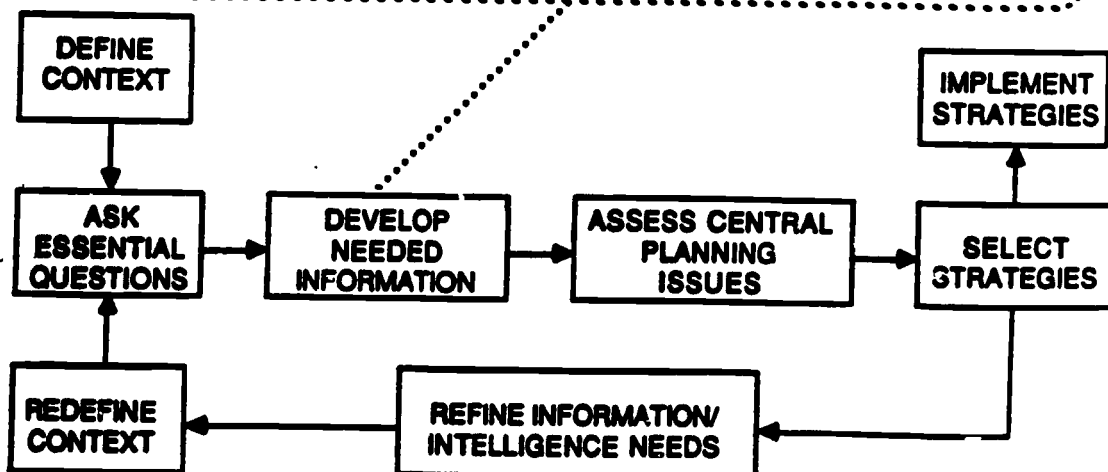 DEFINE
CONTEXT
IMPLEMENT
STRATEGIES
ASK
ESSENTIAL
QUESTIONS
DEVELOP
NEEDED
INFORMATION
ASSESS CENTRAL
PLANNING
ISSUES
SELECT
STRATEGIES
REDEFINE
CONTEXT
REFINE INFORMATION/
INTELLIGENCE NEEDS